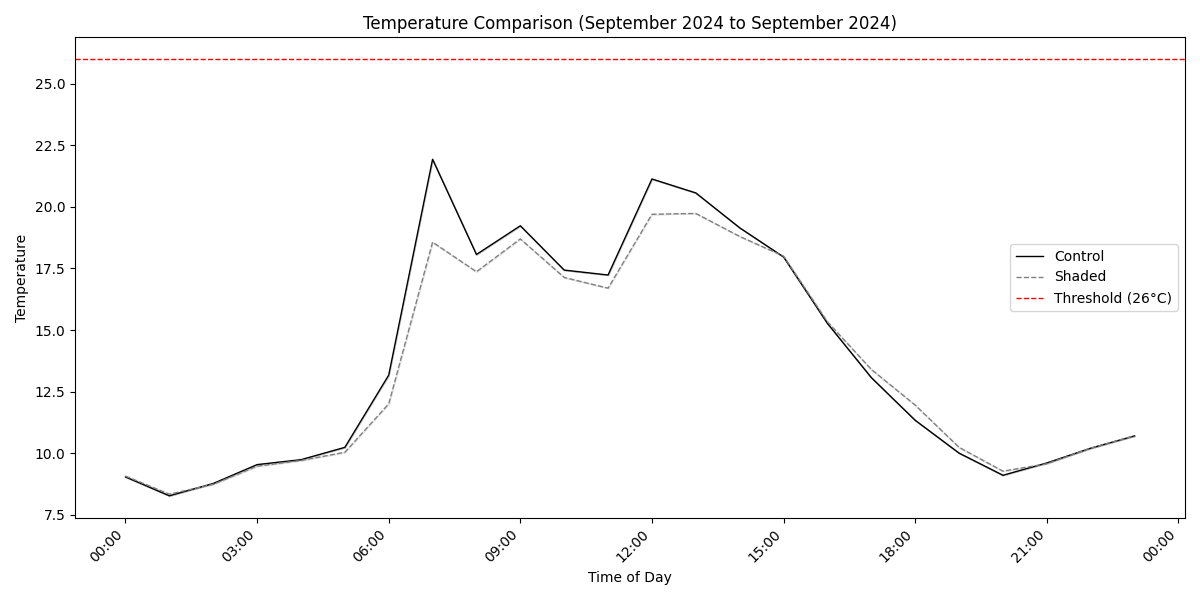 Temperature Comparison (September 2024 to September 2024)
Temperature
25.0
22.5
20.0
17.5
15.0
12.5
10.0
7.5
Control
Shaded
Threshold (26°C)
00:00
03:00
06:00
09:00
12:00
15:00
18:00
21:00
00:00
Time of Day